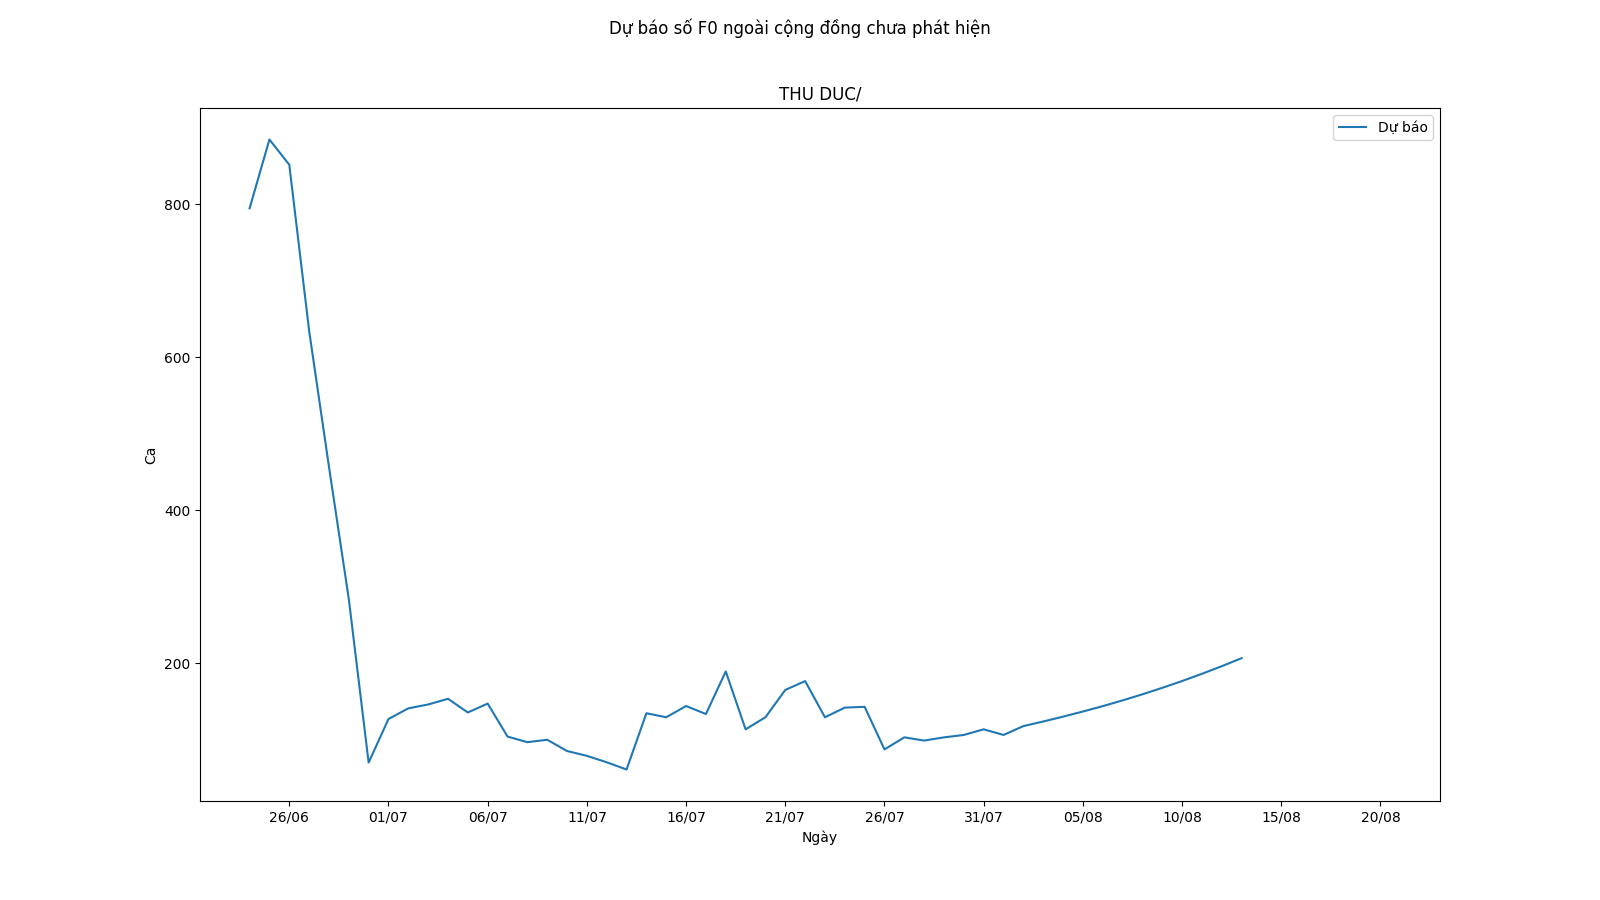 Dự báo số F0 ngoài cộng đồng chưa phát hiện
THU DUC/
Dự báo
800
600
400
200
Ca
26/06 01/07 06/07 11/07 16/07 21/07 26/07 31/07 05/08 10/08 15/08 20/08
Ngày